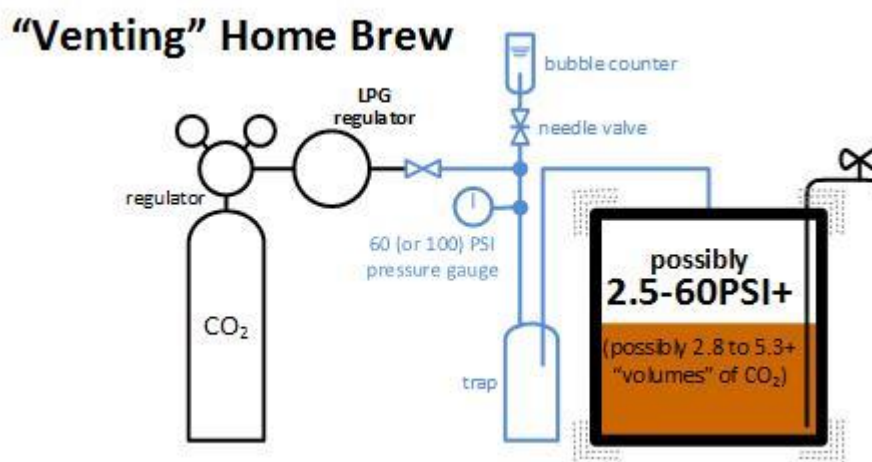 “Venting” Home Brew
bubble counter
LPG
regulator
needle valve
regulator
60 (or 100) PSI
pressure gauge
possibly
2.5-60PSI+
CO₂
(possibly 2.8 to 5.3+
“volumes” of CO₂)
trap